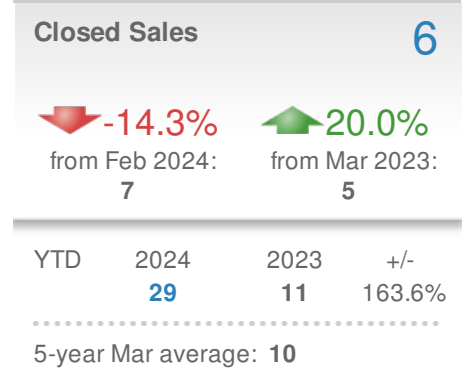 Closed Sales 6
-14.3% 20.0%
from Feb 2024: from Mar 2023:
7 5
YTD 2024 2023 +/-
29 11 163.6%
5-year Mar average: 10